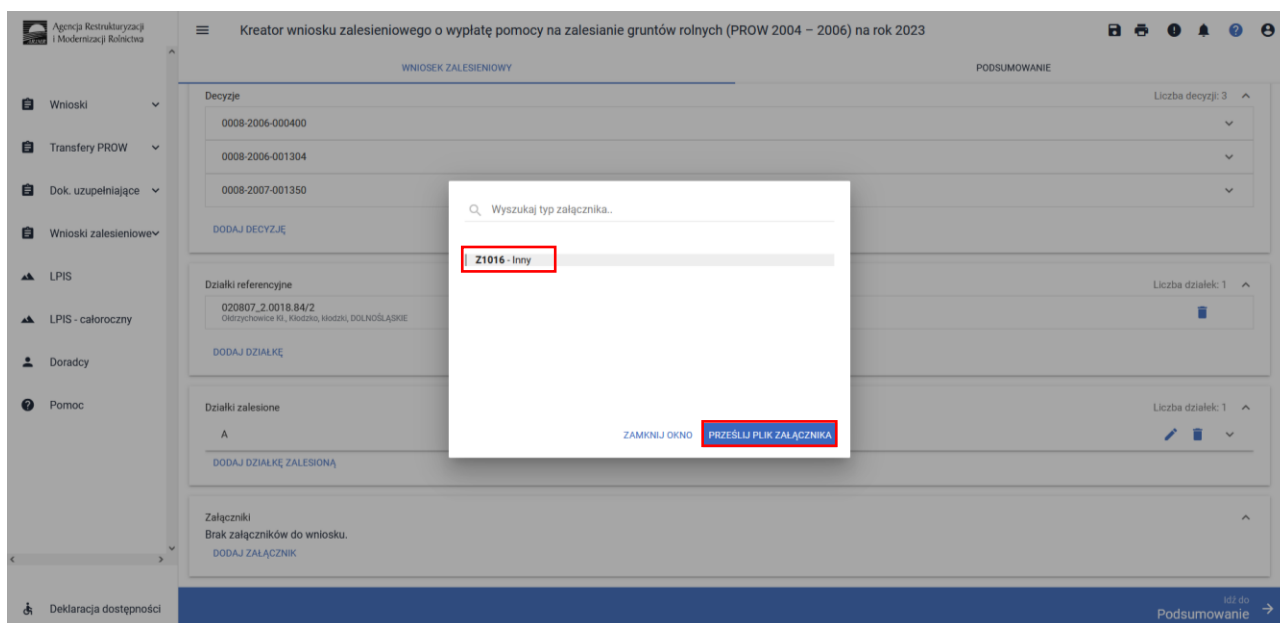 Agencja Restrukturyzacji
i Modernizacji Rolnictwa
Kreator wniosku zalesieniowego o wypłatę pomocy na zalesianie gruntów rolnych (PROW 2004 – 2006) na rok 2023
WNIOSEK ZALESIENIOWY
PODSUMOWANIE
Wnioski
Transfery PROW
Dok. uzupełniające
Wnioski zalesieniowe
LPIS
LPIS - całoroczny
Doradcy
Pomoc
Deklaracja dostępności
Decyzje
Liczba decyzji: 3
0008-2006-000400
0008-2006-001304
0008-2007-001350
DODAJ DECYZJĘ
Działki referencyjne
Liczba działek: 1
020807_2.0018.84/2
Ołdrzychowice Kł., Kłodzko, kłodzki, DOLNOŚLĄSKIE
DODAJ DZIAŁKĘ
Działki zalesione
Liczba działek: 1
A
DODAJ DZIAŁKĘ ZALESIONĄ
Załączniki
Brak załączników do wniosku.
DODAJ ZAŁĄCZNIK
Wyszukaj typ załącznika..
Z1016 - Inny
ZAMKNIJ OKNO
PRZEŚLIJ PLIK ZAŁĄCZNIKA
Idź do
Podsumowanie